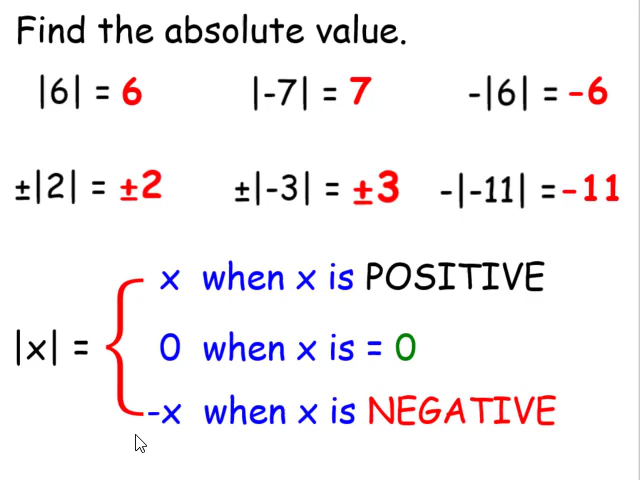 Find the absolute value.
|6| = 6 |-7| = 7 -|6| = -6
±|2| = ±2 ±|-3| = ±3 -|-11| = -11
x when x is POSITIVE
|x| = { 0 when x is = 0
-x when x is NEGATIVE